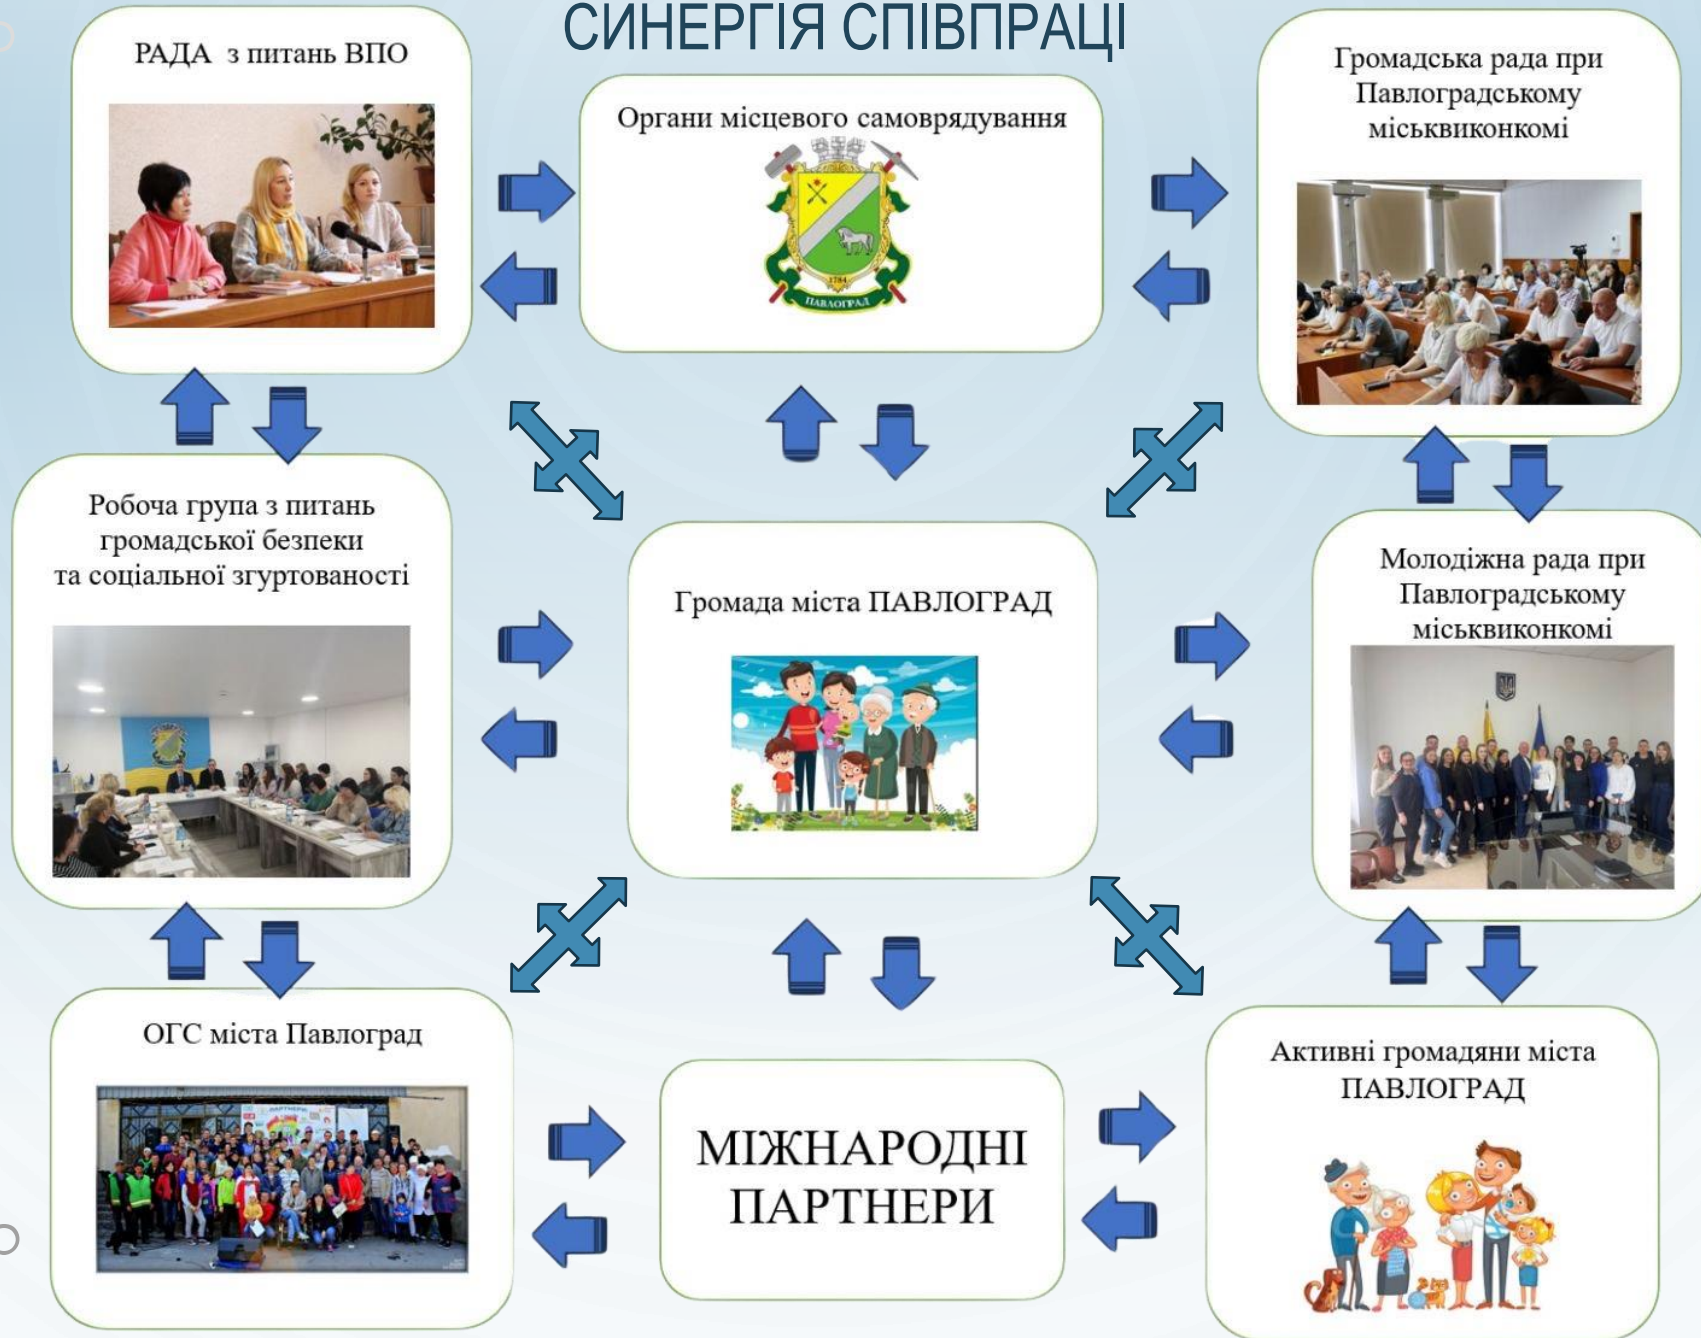 СИНЕРГІЯ СПІВПРАЦІ
РАДА з питань ВПО
Органи місцевого самоврядування
1784
ПАВЛОГРАД
Громадська рада при
Павлоградському
міськвиконкомі
Робоча група з питань
громадської безпеки
та соціальної згуртованості
Громада міста ПАВЛОГРАД
Молодіжна рада при
Павлоградському
міськвиконкомі
ОГС міста Павлоград
ПАРТНЕРИ
МІЖНАРОДНІ
ПАРТНЕРИ
Активні громадяни міста
ПАВЛОГРАД